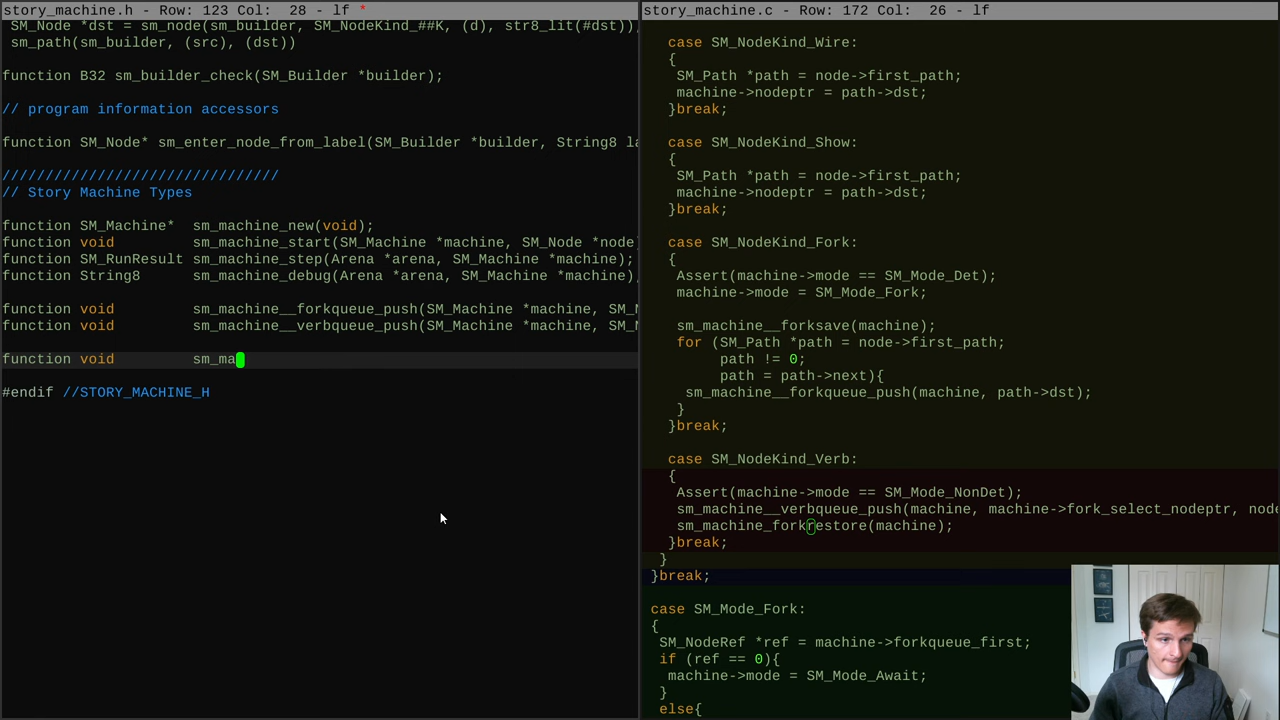 story_machine.h - Row: 123 Col:  28 - lf *
SM_Node *dst = sm_node(sm_builder, SM_NodeKind_##K, (d), str8_lit(#dst));
sm_path(sm_builder, (src), (dst))
function B32 sm_builder_check(SM_Builder *builder);
// program information accessors
function SM_Node* sm_enter_node_from_label(SM_Builder *builder, String8 la
////////////////////////////////
// Story Machine Types
function SM_Machine*  sm_machine_new(void);
function void         sm_machine_start(SM_Machine *machine, SM_Node *node)
function SM_RunResult sm_machine_step(Arena *arena, SM_Machine *machine);
function String8      sm_machine_debug(Arena *arena, SM_Machine *machine);
function void         sm_machine__forkqueue_push(SM_Machine *machine, SM_N
function void         sm_machine__verbqueue_push(SM_Machine *machine, SM_N
function void         sm_ma
#endif //STORY_MACHINE_H
story_machine.c - Row: 172 Col:  26 - lf
case SM_NodeKind_Wire:
{
SM_Path *path = node->first_path;
machine->nodeptr = path->dst;
}break;
case SM_NodeKind_Show:
{
SM_Path *path = node->first_path;
machine->nodeptr = path->dst;
}break;
case SM_NodeKind_Fork:
{
Assert(machine->mode == SM_Mode_Det);
machine->mode = SM_Mode_Fork;
sm_machine__forksave(machine);
for (SM_Path *path = node->first_path;
path != 0;
path = path->next){
sm_machine__forkqueue_push(machine, path->dst);
}
}break;
case SM_NodeKind_Verb:
{
Assert(machine->mode == SM_Mode_NonDet);
sm_machine__verbqueue_push(machine, machine->fork_select_nodeptr, node
sm_machine_forkrestore(machine);
}break;
}
}break;
case SM_Mode_Fork:
{
SM_NodeRef *ref = machine->forkqueue_first;
if (ref == 0){
machine->mode = SM_Mode_Await;
}
else{